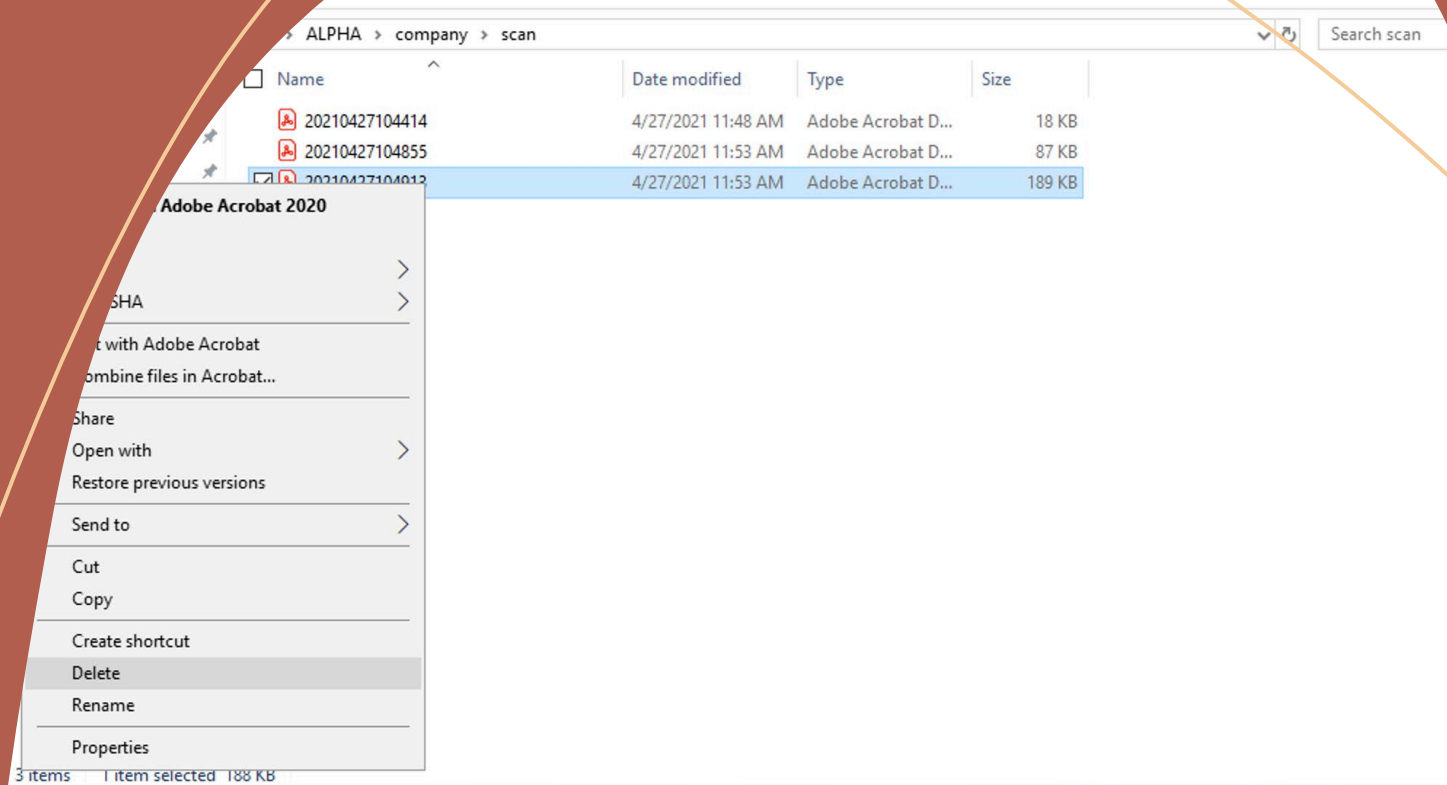 ALPHA > company > scan Search scan
Name Date modified Type Size
20210427104414 4/27/2021 11:48 AM Adobe Acrobat D... 18 KB
20210427104855 4/27/2021 11:53 AM Adobe Acrobat D... 87 KB
20210427104913 4/27/2021 11:53 AM Adobe Acrobat D... 189 KB
Adobe Acrobat 2020
SHA
with Adobe Acrobat
ombine files in Acrobat...
Share
Open with
Restore previous versions
Send to
Cut
Copy
Create shortcut
Delete
Rename
Properties
3 items 1 item selected 188 KB